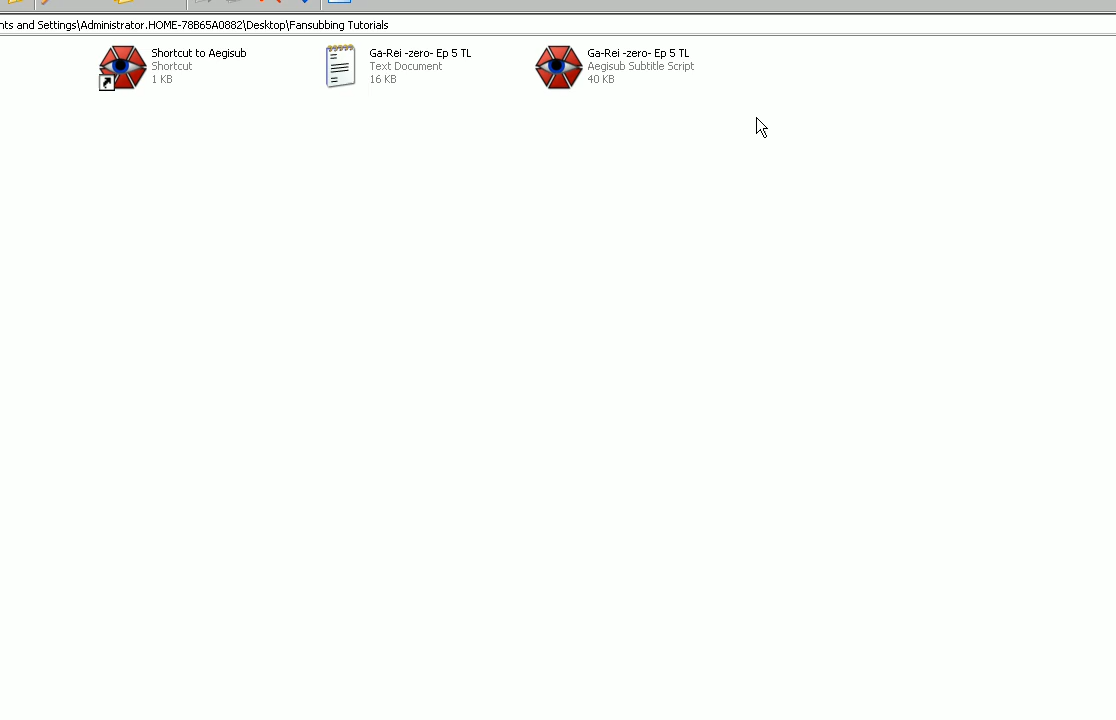 nts and Settings\Administrator.HOME-78B65A0882\Desktop\Fansubbing Tutorials
Shortcut to Aegisub
Shortcut
1 KB
Ga-Rei -zero- Ep 5 TL
Text Document
16 KB
Ga-Rei -zero- Ep 5 TL
Aegisub Subtitle Script
40 KB